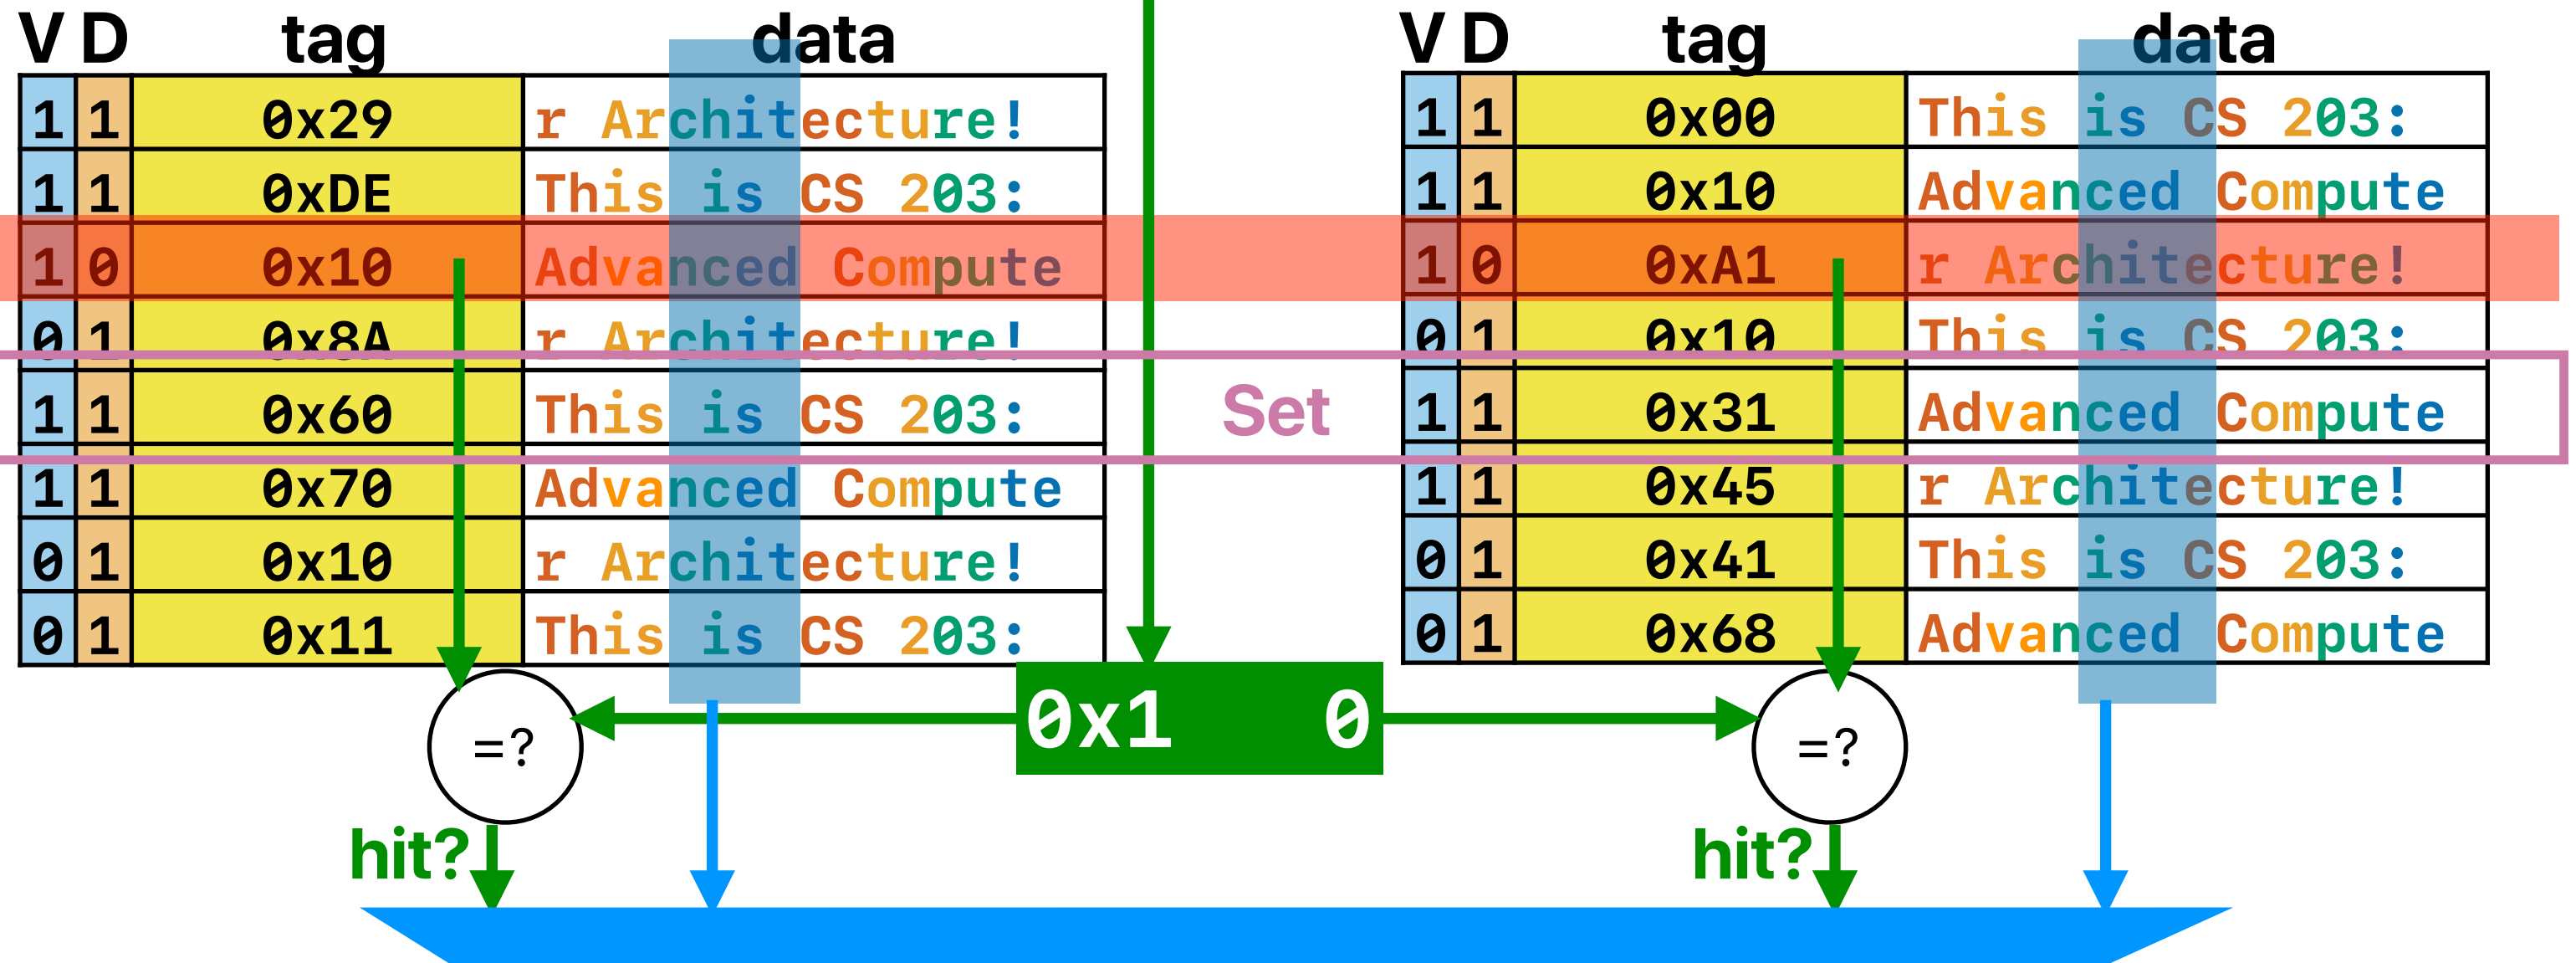 V D tag data V D tag data
1 1 0x29 r Architecture! 1 1 0x00 This is CS 203:
1 1 0xDE This is CS 203: 1 1 0x10 Advanced Compute
1 0 0x10 Advanced Compute 1 0 0xA1 r Architecture!
0 1 0x8A r Architecture! 0 1 0x10 This is CS 203:
1 1 0x60 This is CS 203: Set 1 1 0x31 Advanced Compute
1 1 0x70 Advanced Compute 1 1 0x45 r Architecture!
0 1 0x10 r Architecture! 0 1 0x41 This is CS 203:
0 1 0x11 This is CS 203: 0 1 0x68 Advanced Compute
=? 0x1 0 =?
hit? hit?